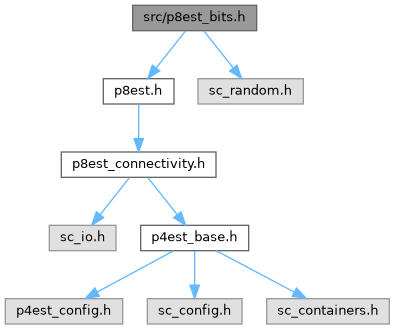 src/p8est_bits.h
p8est.h
sc_random.h
p8est_connectivity.h
sc_io.h
p4est_base.h
p4est_config.h
sc_config.h
sc_containers.h